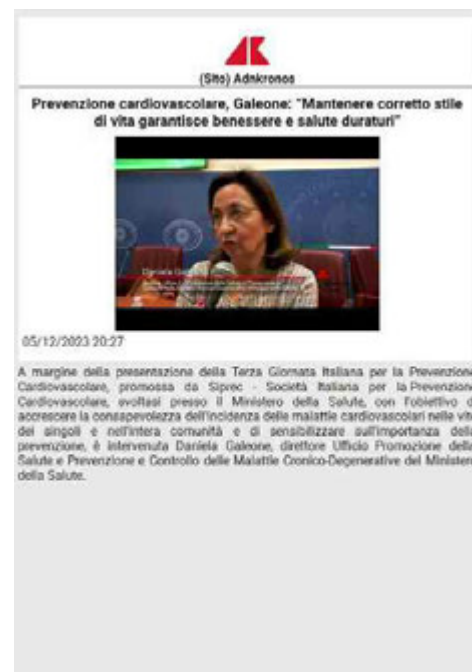 (Sito) Adnkronos
Prevenzione cardiovascolare, Galeone: "Mantenere corretto stile
di vita garantisce benessere e salute duraturi"
Daniela
05/12/2023 20:27
A margine della presentazione della Terza Giornata Italiana per la Prevenzione
Cardiovascolare, promossa da Siprec - Società Italiana per la Prevenzione
Cardiovascolare, svoltasi presso il Ministero della Salute, con l'obiettivo d
accrescere la consapevolezza dell'incidenza delle malattie cardiovascolari nelle vite
dei singoli e nell'intera comunità e di sensibilizzare sull'importanza della
prevenzione, è intervenuta Daniela Galeone, direttore Ufficio Promozione della
Salute e Prevenzione e Controllo delle Malattie Cronico-Degenerative del Ministero
della Salute.